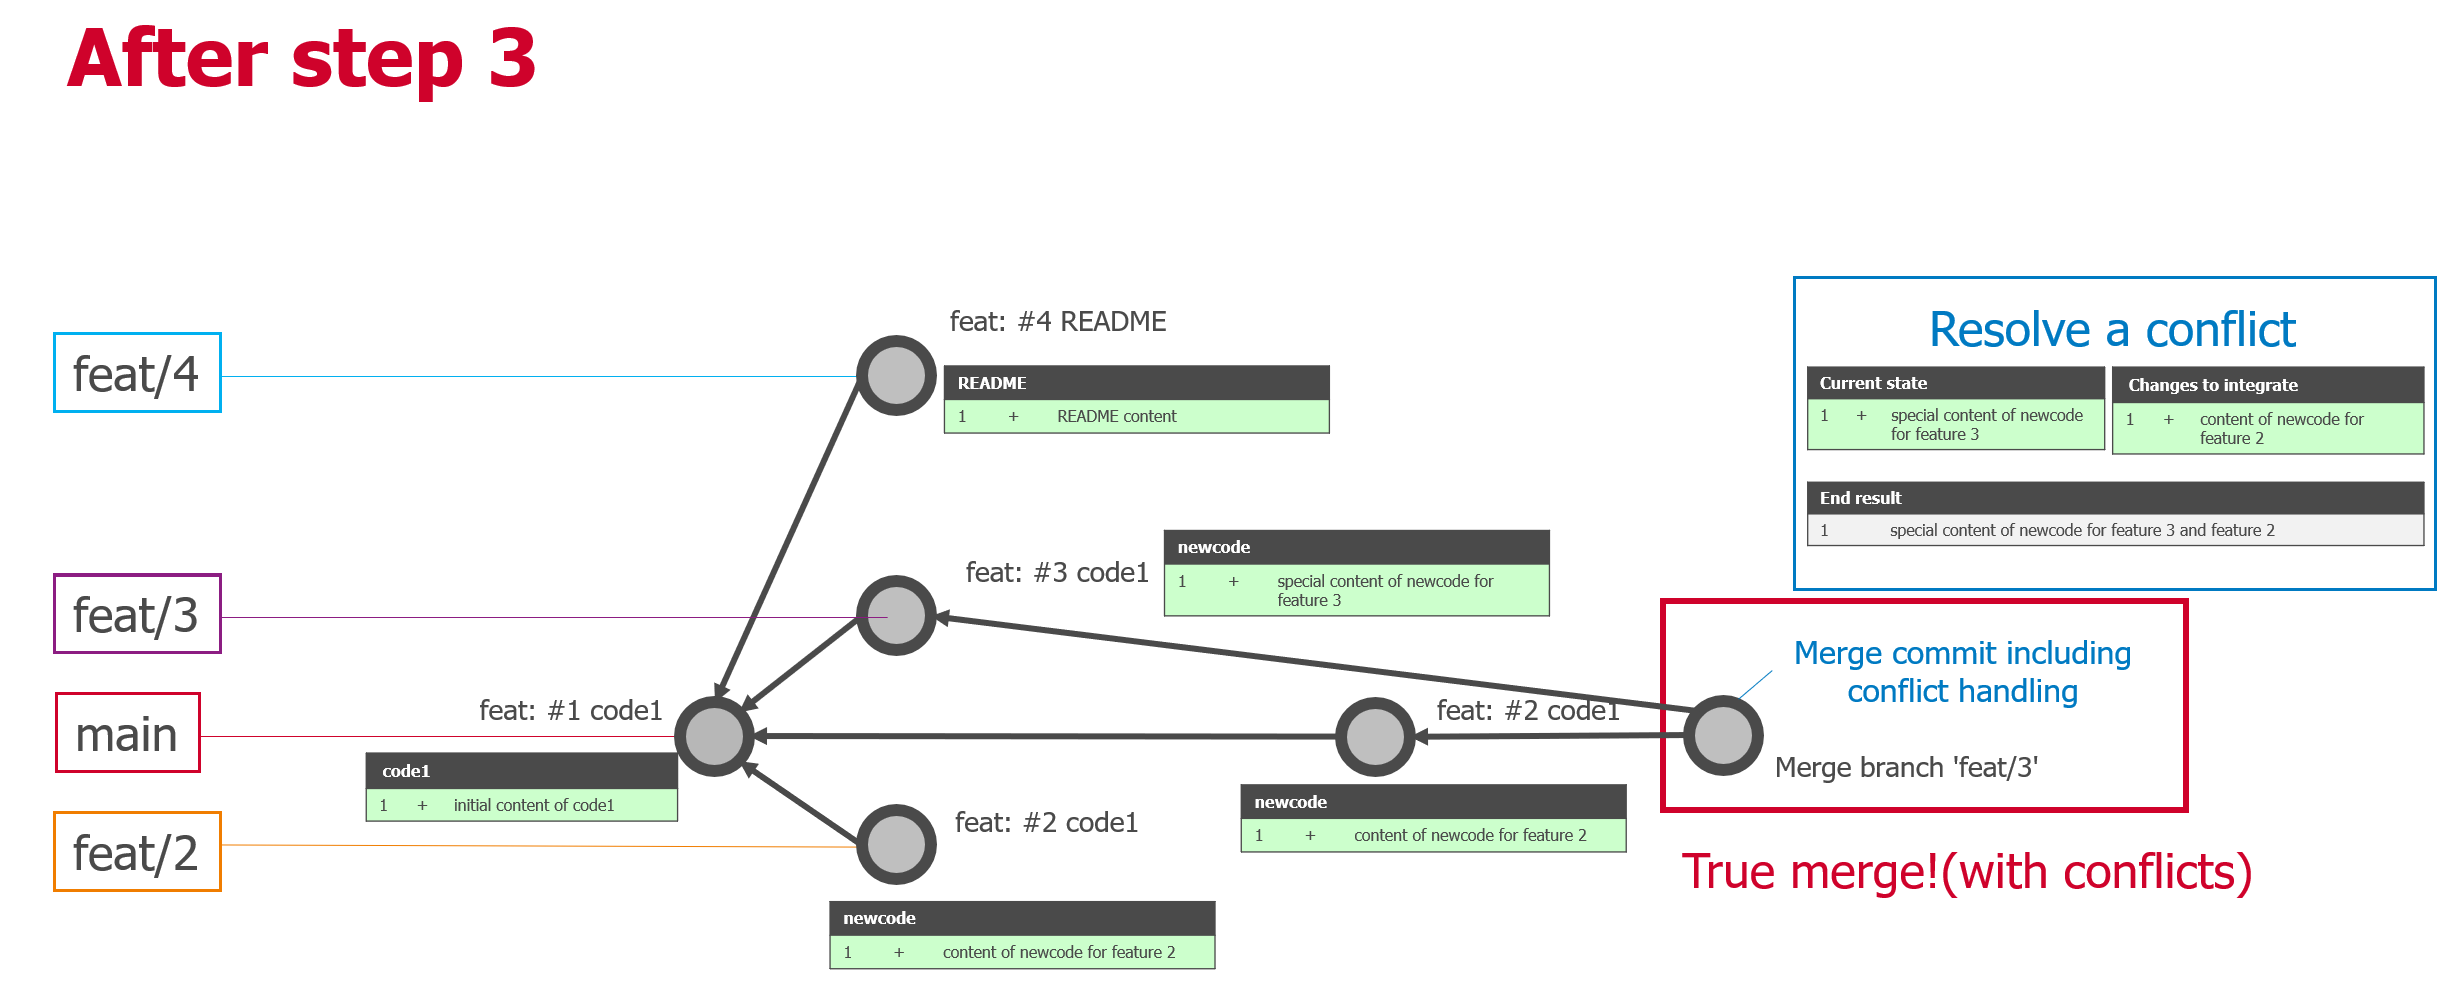 After step 3
feat: #4 README
feat/4
README
1 + README content
Resolve a conflict
Current state
1 + special content of newcode
for feature 3
Changes to integrate
1 + content of newcode for
feature 2
End result
1 special content of newcode for feature 3 and feature 2
feat/3
feat: #3 code1
newcode
1 + special content of newcode for
feature 3
main
feat: #1 code1
code1
1 + initial content of code1
feat: #2 code1
newcode
1 + content of newcode for feature 2
Merge commit including
conflict handling
Merge branch 'feat/3'
True merge!(with conflicts)
feat/2
feat: #2 code1
newcode
1 + content of newcode for feature 2